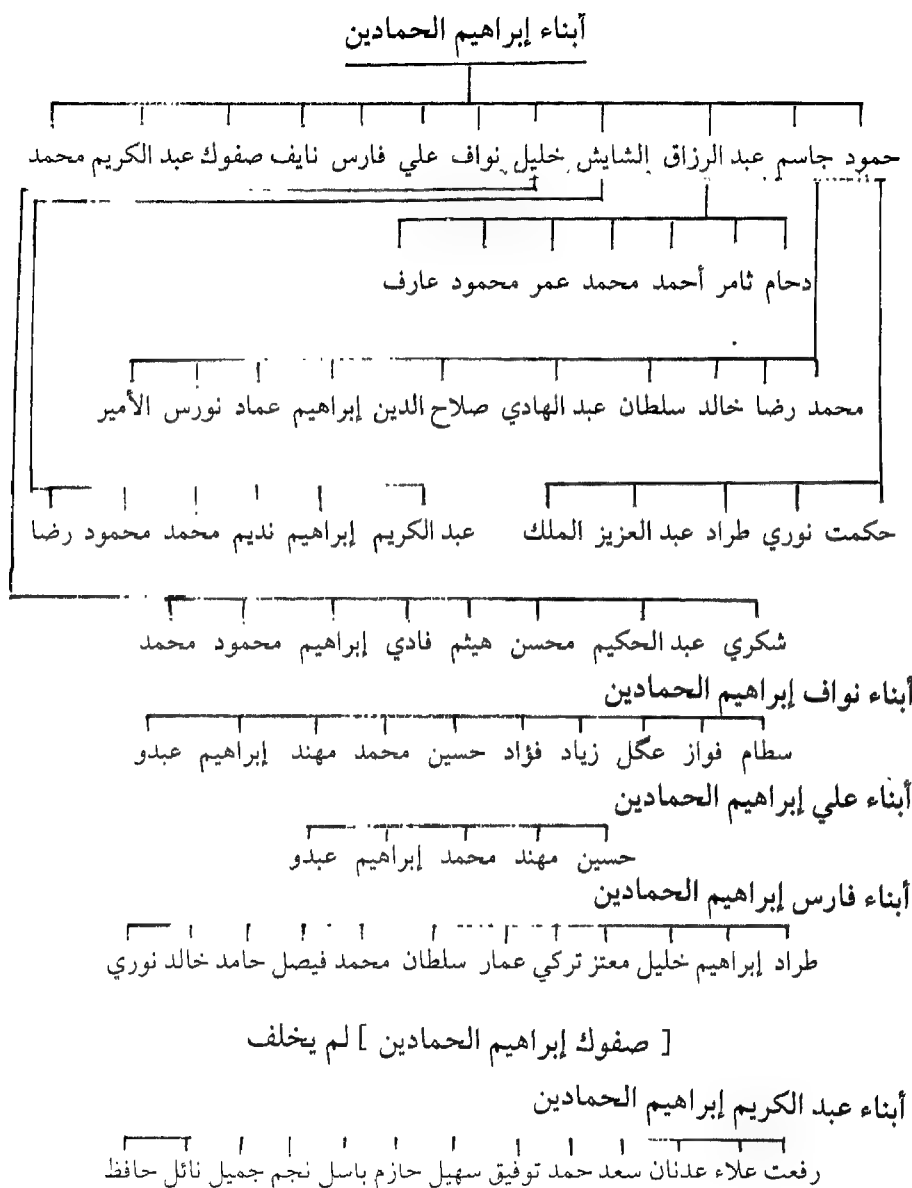 أبناء إبراهيم الحمادين
حمود جاسم عبد الرزاق الشايش خليل نواف علي فارس نايف صفوك عبد الكريم محمد
دحام ثامر أحمد محمد عمر محمود عارف
محمد رضا خالد سلطان عبد الهادي صلاح الدين إبراهيم عماد نورس الأمير
حكمت نوري طراد عبد العزيز الملك عبد الكريم إبراهيم نديم محمد محمود رضا
شكري عبد الحكيم محسن هيثم فادي إبراهيم محمود محمد
أبناء نواف إبراهيم الحمادين
سطام فواز عگل زياد فؤاد حسين محمد مهند إبراهيم عبدو
أبناء علي إبراهيم الحمادين
حسين مهند محمد إبراهيم عبدو
أبناء فارس إبراهيم الحمادين
طراد إبراهيم خليل معتز تركي عمار سلطان محمد فيصل حامد خالد نوري
[ صفوك إبراهيم الحمادين ] لم يخلف
أبناء عبد الكريم إبراهيم الحمادين
رفعت علاء عدنان سعد حمد توفيق سهيل حازم باسل نجم جميل نائل حافظ